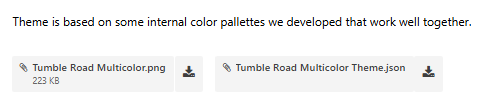 Theme is based on some internal color pallettes we developed that work well together.
Tumble Road Multicolor.png
223 KB
Tumble Road Multicolor Theme.json